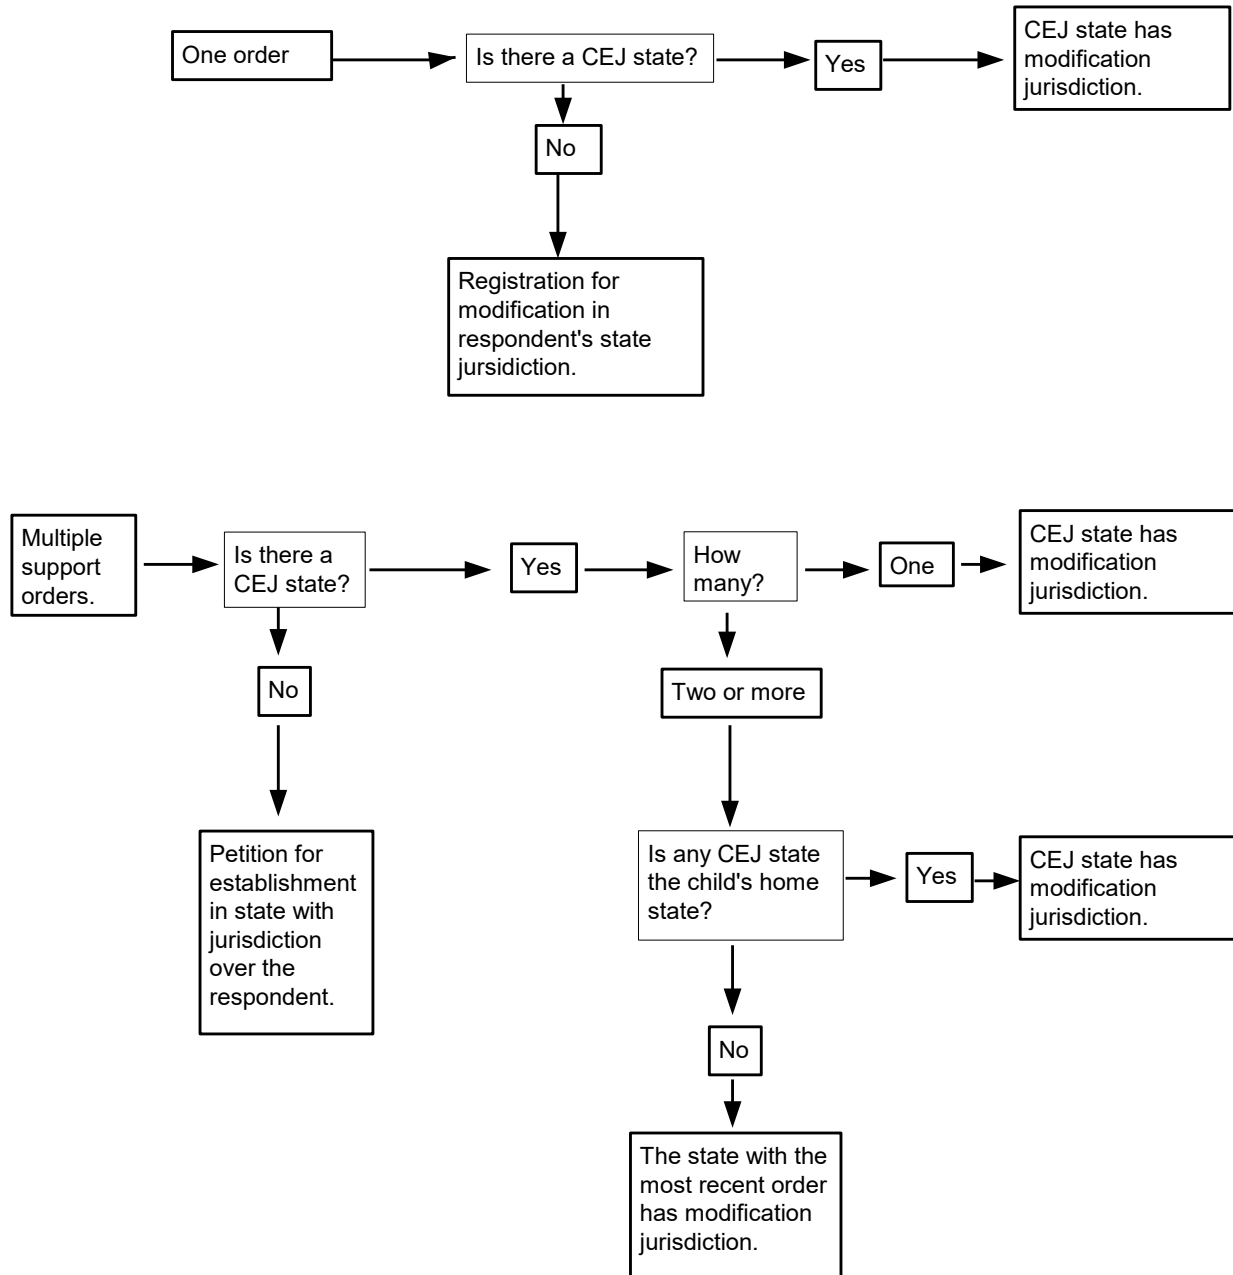 One order
Is there a CEJ state?
Yes
CEJ state has
modification
jurisdiction.
No
Registration for
modification in
respondent's state
jursidiction.
Multiple
support
orders.
Is there a
CEJ state?
Yes
How
many?
One
CEJ state has
modification
jurisdiction.
No
Two or more
Petition for
establishment
in state with
jurisdiction
over the
respondent.
Is any CEJ state
the child's home
state?
Yes
CEJ state has
modification
jurisdiction.
No
The state with the
most recent order
has modification
jurisdiction.